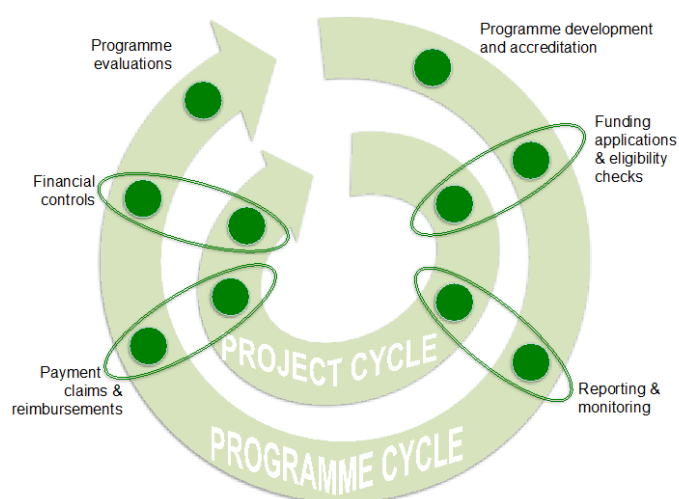 Programme
evaluations
Programme development
and accreditation
Funding
applications
& eligibility
checks
Financial
controls
PROJECT CYCLE
Payment
claims &
reimbursements
Reporting &
monitoring
PROGRAMME CYCLE